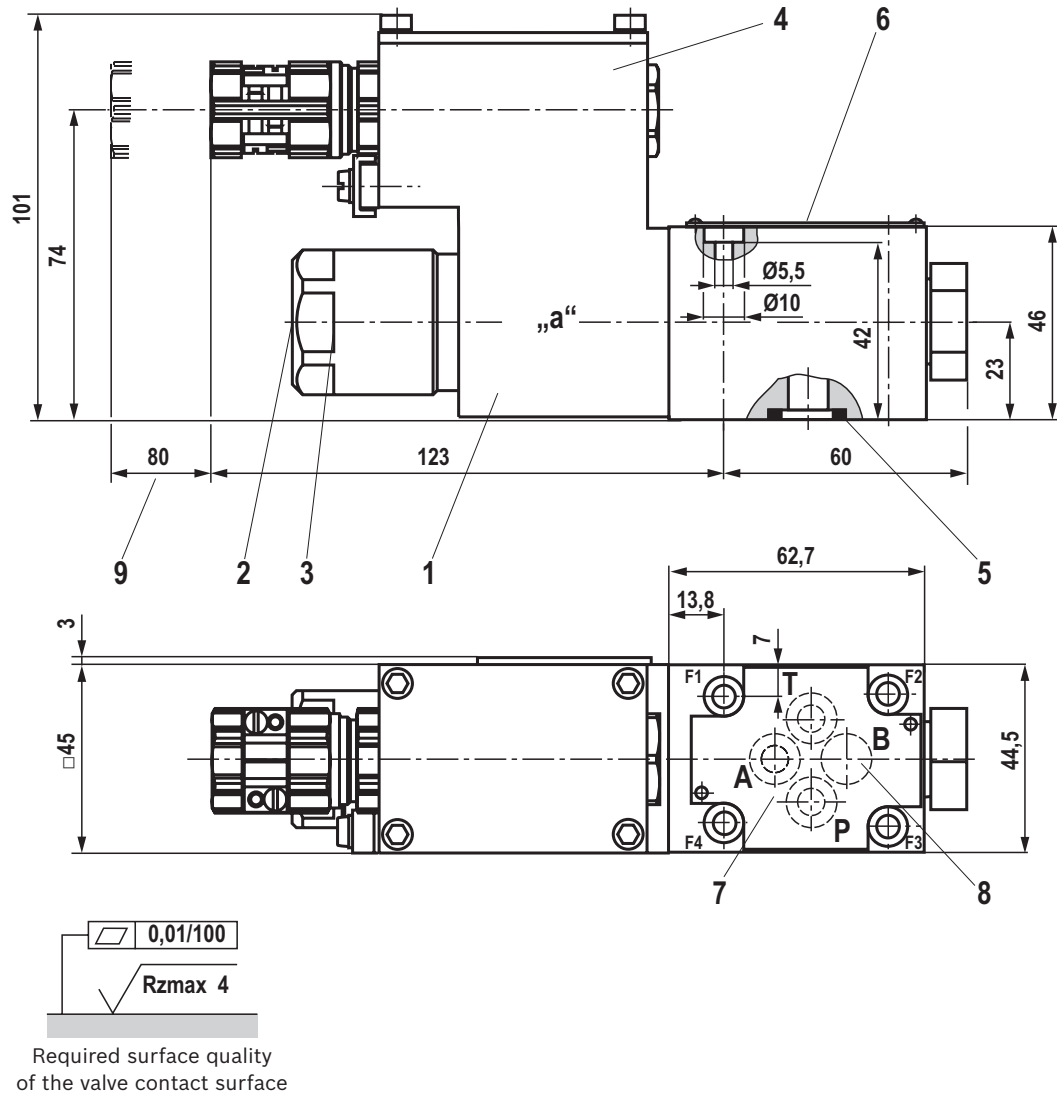 4
6
101
74
Ø5,5
Ø10
„a“
42
46
23
80
123
60
9
2
3
1
5
62,7
13,8
7
3
□45
F1
T
F2
B
A
P
F4
F3
44,5
7
8
0,01/100
Rzmax 4
Required surface quality
of the valve contact surface